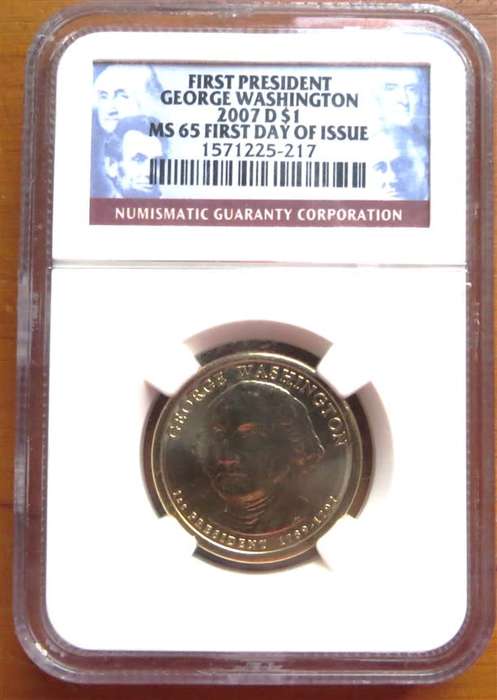 FIRST PRESIDENT
GEORGE WASHINGTON
2007 D $1
MS 65 FIRST DAY OF ISSUE
1571225-217
NUMISMATIC GUARANTY CORPORATION
GEORGE WASHINGTON
1st PRESIDENT 1789-1797